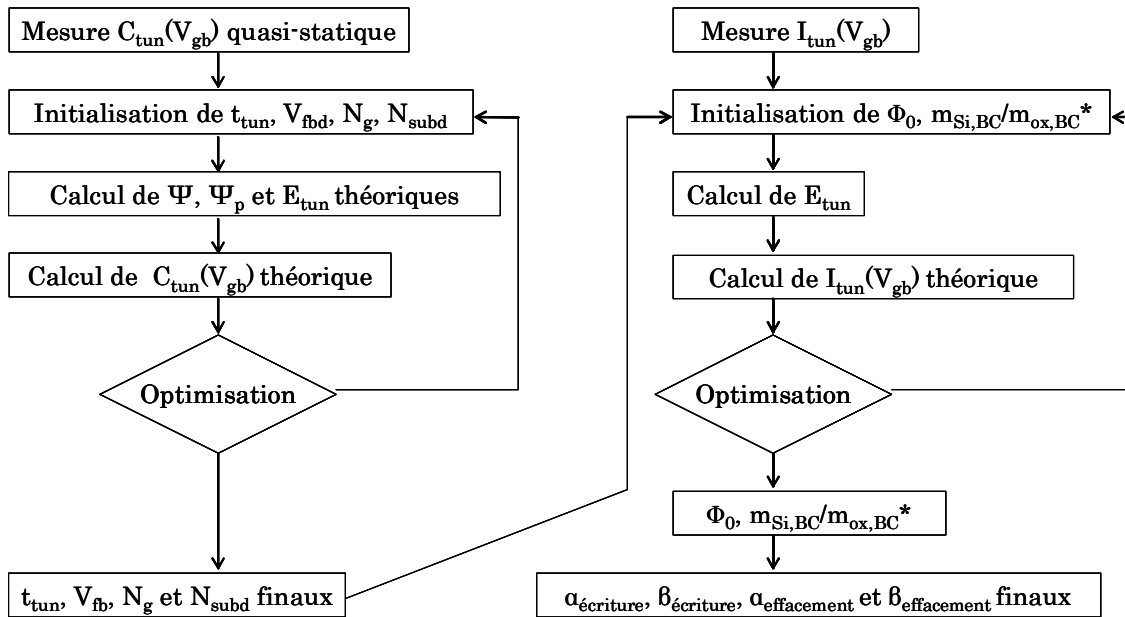 Mesure C_tun(V_gb) quasi-statique
Initialisation de t_tun, V_fbd, N_g, N_subd
Calcul de Ψ, Ψ_p et E_tun théoriques
Calcul de C_tun(V_gb) théorique
Optimisation
t_tun, V_fb, N_g et N_subd finaux
Mesure I_tun(V_gb)
Initialisation de Φ_0, m_Si,BC/m_ox,BC*
Calcul de E_tun
Calcul de I_tun(V_gb) théorique
Optimisation
Φ_0, m_Si,BC/m_ox,BC*
α_écriture, β_écriture, α_effacement et β_effacement finaux